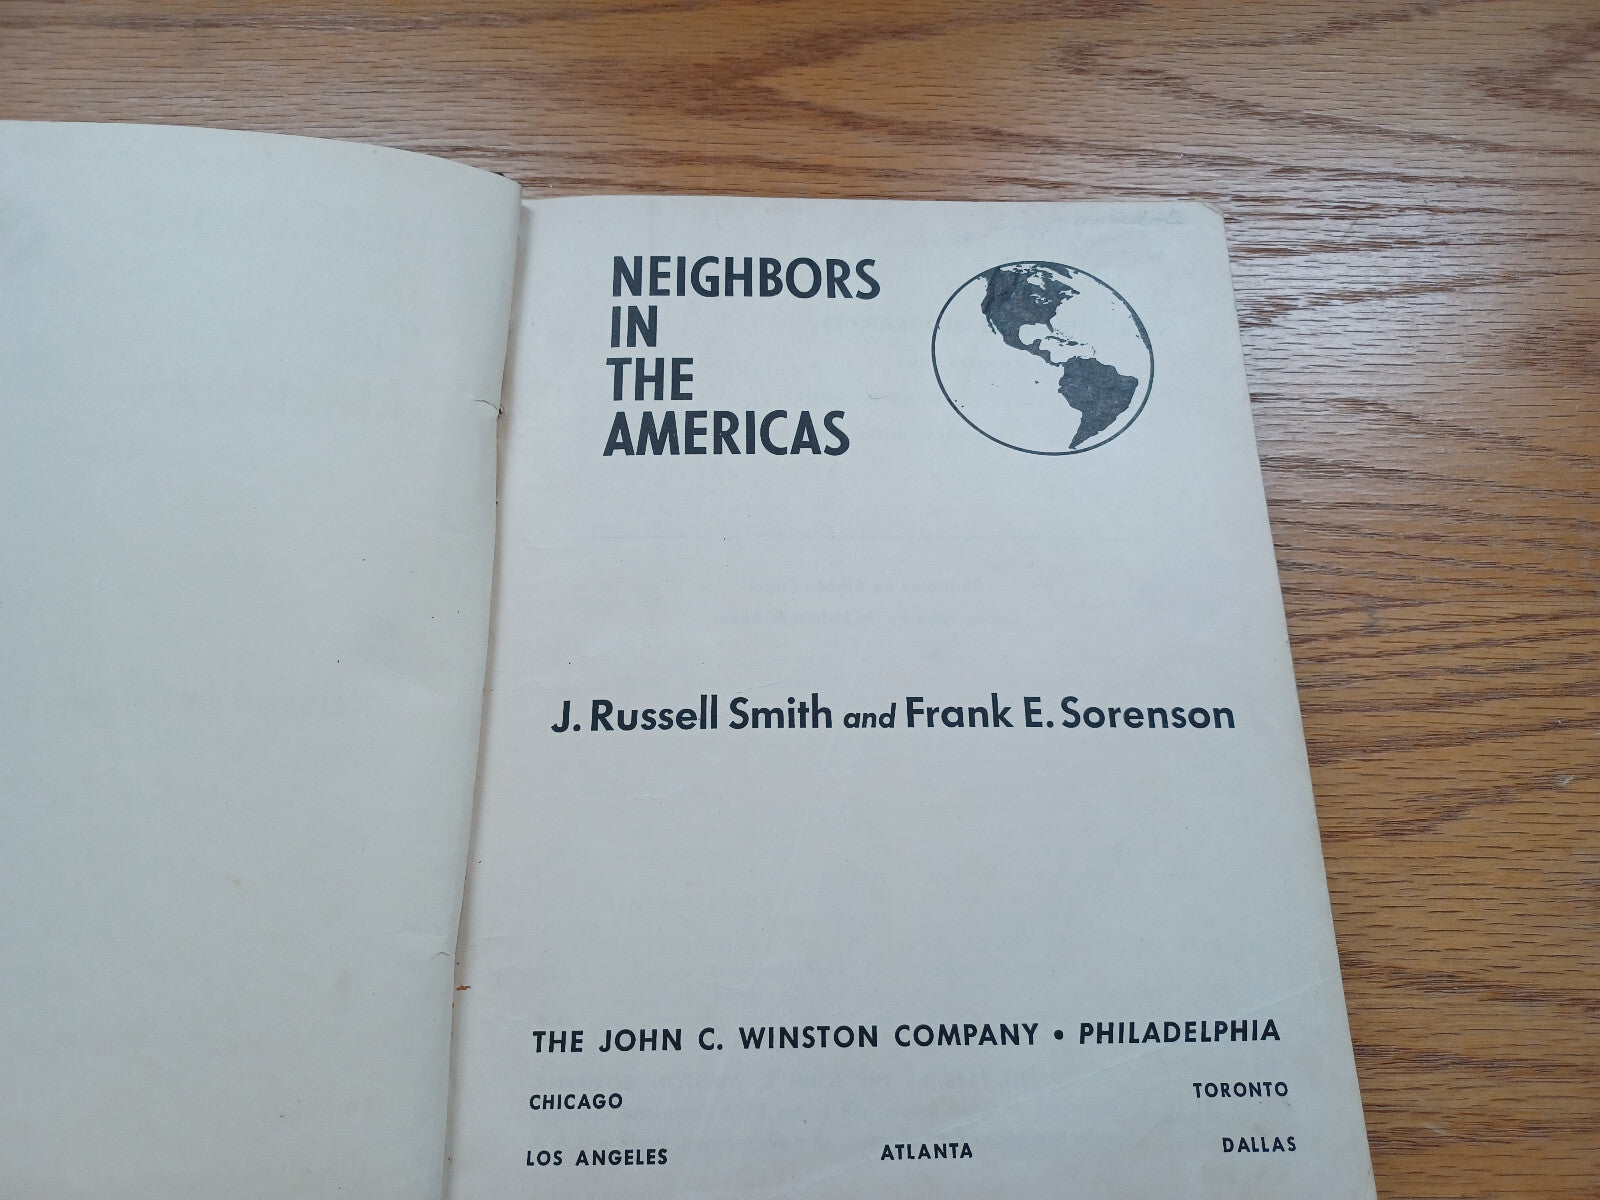 NEIGHBORS
IN
THE
AMERICAS
J. Russell Smith and Frank E. Sorenson
THE JOHN C. WINSTON COMPANY • PHILADELPHIA
CHICAGO TORONTO
LOS ANGELES ATLANTA DALLAS